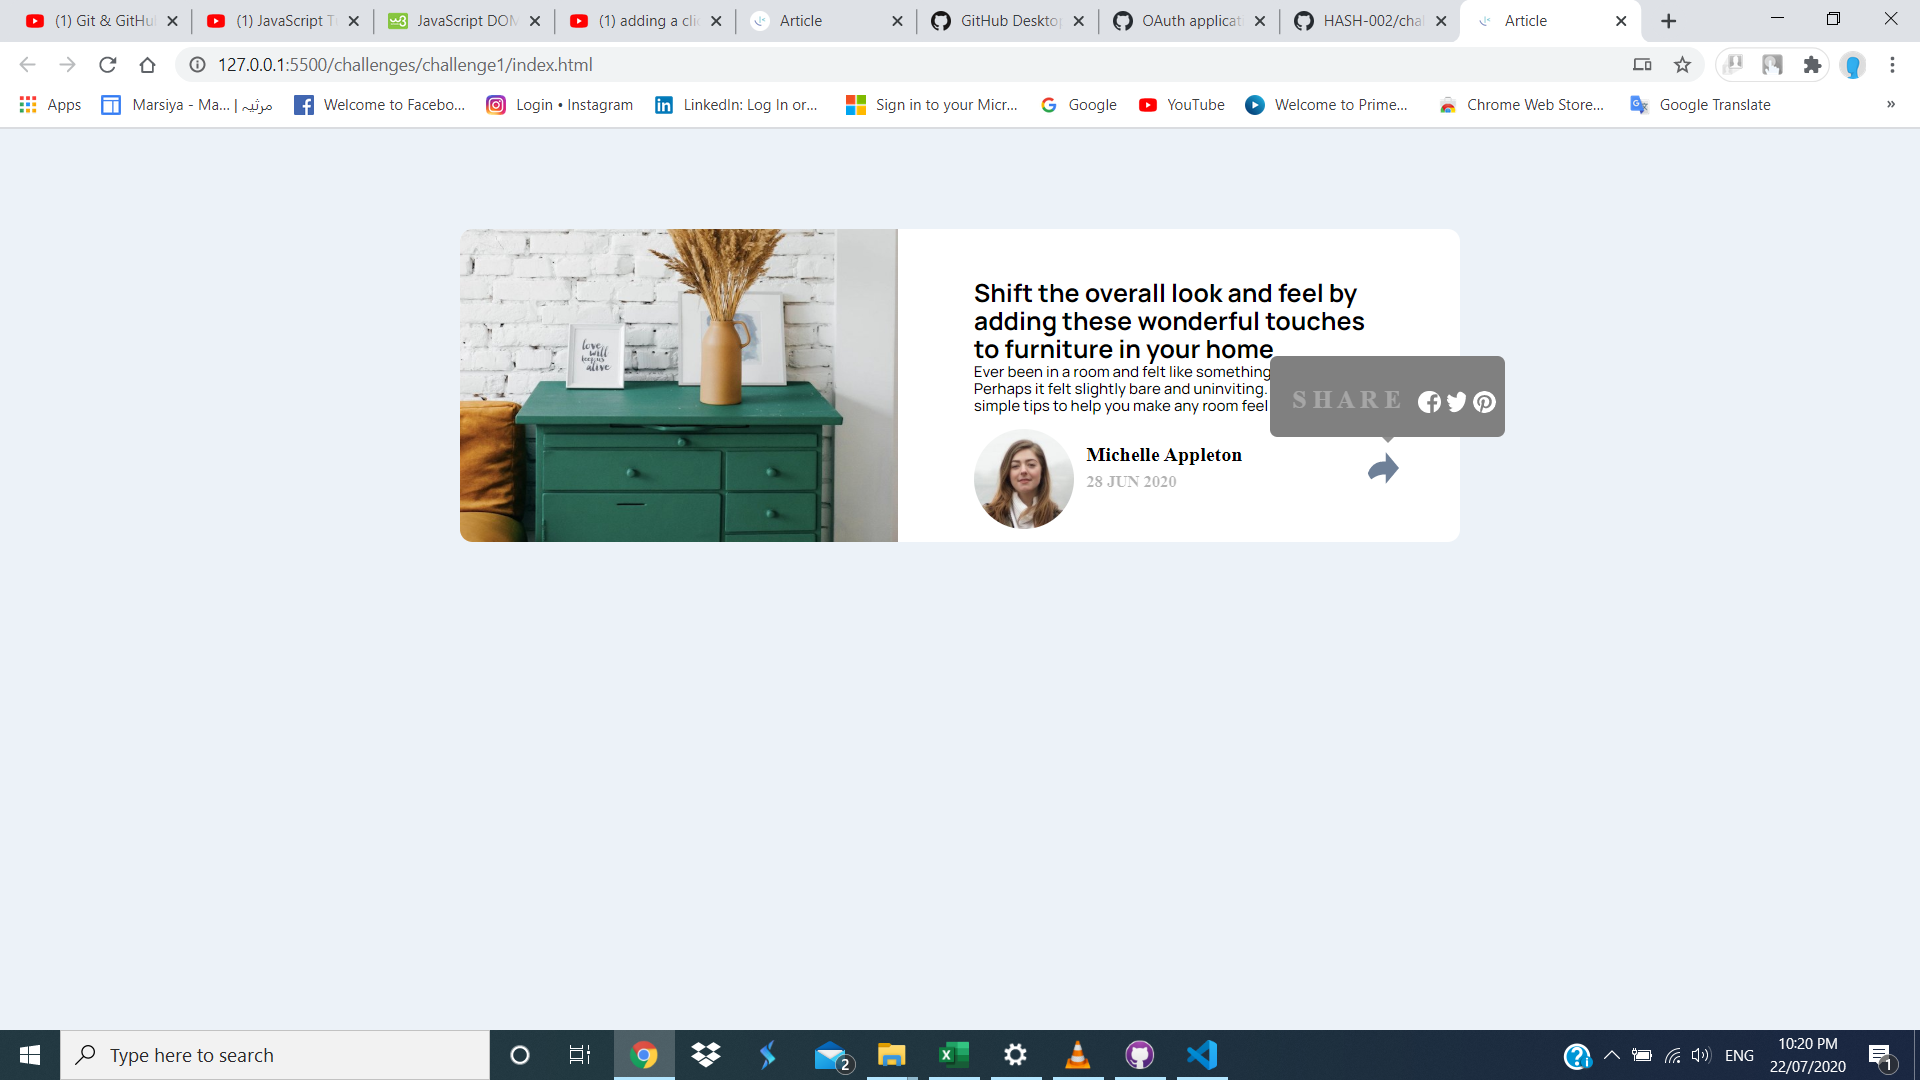 (1) Git & GitHu
(1) JavaScript T
JavaScript DOM
(1) adding a cli
Article
GitHub Desktop
OAuth applicat
HASH-002/chal
Article
127.0.0.1:5500/challenges/challenge1/index.html
Apps
Marsiya - Ma... | مرثیہ
Welcome to Facebo...
Login • Instagram
LinkedIn: Log In or...
Sign in to your Micr...
Google
YouTube
Welcome to Prime...
Chrome Web Store...
Google Translate
»
love
will
keep us
alive
Shift the overall look and feel by
adding these wonderful touches
to furniture in your home
Ever been in a room and felt like something
Perhaps it felt slightly bare and uninviting.
simple tips to help you make any room feel
SHARE
Michelle Appleton
28 JUN 2020
Type here to search
2
ENG
10:20 PM
22/07/2020
1